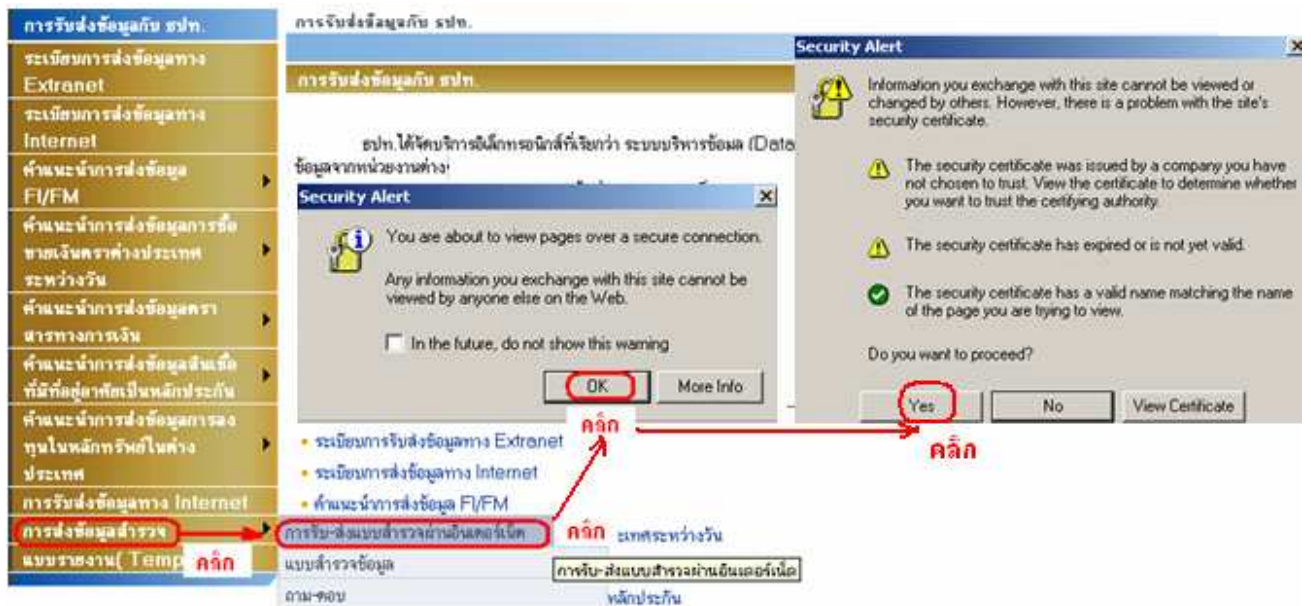 การรับส่งข้อมูลกับ ธปท.
ระเบียบการส่งข้อมูลทาง
Extranet
ระเบียบการส่งข้อมูลทาง
Internet
คำแนะนำการส่งข้อมูล
FI/FM
คำแนะนำการส่งข้อมูลการซื้อ
ขายเงินตราต่างประเทศ
ระหว่างวัน
คำแนะนำการส่งข้อมูลตรา
สารทางการเงิน
คำแนะนำการส่งข้อมูลสินเชื่อ
ที่มีที่อยู่อาศัยเป็นหลักประกัน
คำแนะนำการส่งข้อมูลการลง
ทุนในหลักทรัพย์ในต่าง
ประเทศ
การรับส่งข้อมูลทาง Internet
การส่งข้อมูลสำรวจ
คลิก
แบบรายงาน( Temp
การรับส่งข้อมูลกับ ธปท.
การรับส่งข้อมูลกับ ธปท.
ธปท.ได้จัดบริการอิเล็กทรอนิกส์ที่เรียกว่า ระบบบริหารข้อมูล (Data
ข้อมูลจากหน่วยงานต่างๆ
Security Alert
You are about to view pages over a secure connection.
Any information you exchange with this site cannot be
viewed by anyone else on the Web.
In the future, do not show this warning
OK
More Info
คลิก
• ระเบียบการรับส่งข้อมูลทาง Extranet
• ระเบียบการส่งข้อมูลทาง Internet
• คำแนะนำการส่งข้อมูล FI/FM
การรับ-ส่งแบบสำรวจผ่านอินเตอร์เน็ต
คลิก
ะเทศระหว่างวัน
แบบสำรวจข้อมูล
การรับ-ส่งแบบสำรวจผ่านอินเตอร์เน็ต
ถาม-ตอบ
หลักประกัน
Security Alert
Information you exchange with this site cannot be viewed or
changed by others. However, there is a problem with the site's
security certificate.
The security certificate was issued by a company you have
not chosen to trust. View the certificate to determine whether
you want to trust the certifying authority.
The security certificate has expired or is not yet valid.
The security certificate has a valid name matching the name
of the page you are trying to view.
Do you want to proceed?
Yes
No
View Certificate
คลิก